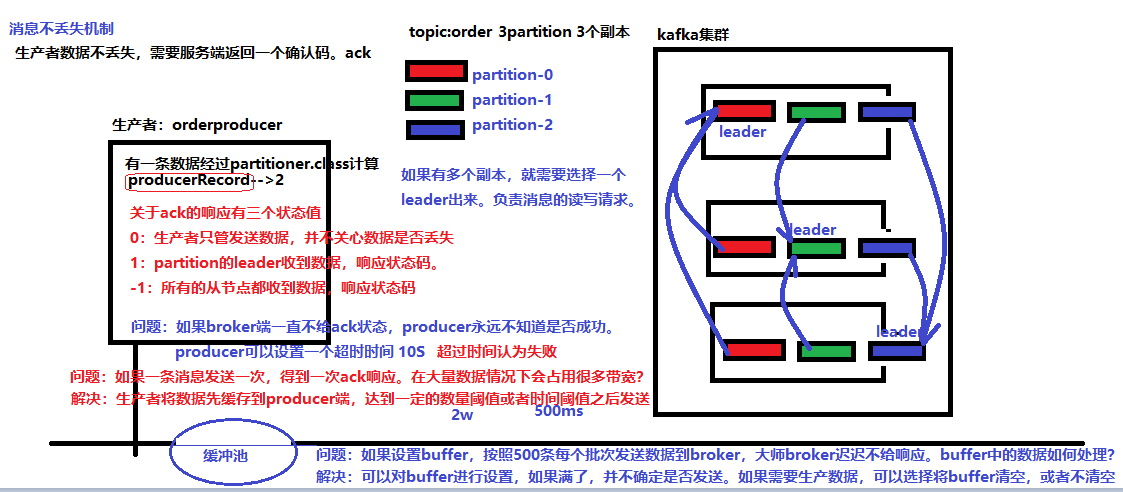 消息不丢失机制
生产者数据不丢失，需要服务端返回一个确认码。ack
topic:order 3partition 3个副本
partition-0
partition-1
partition-2
如果有多个副本，就需要选择一个
leader出来。负责消息的读写请求。
kafka集群
leader
leader
leader
生产者：orderproducer
有一条数据经过partitioner.class计算
producerRecord-->2
关于ack的响应有三个状态值
0：生产者只管发送数据，并不关心数据是否丢失
1：partition的leader收到数据，响应状态码。
-1：所有的从节点都收到数据，响应状态码
问题：如果broker端一直不给ack状态，producer永远不知道是否成功。
producer可以设置一个超时时间 10S 超过时间认为失败
问题：如果一条消息发送一次，得到一次ack响应。在大量数据情况下会占用很多带宽？
解决：生产者将数据先缓存到producer端，达到一定的数量阈值或者时间阈值之后发送
2w
500ms
缓冲池
问题：如果设置buffer，按照500条每个批次发送数据到broker，大师broker迟迟不给响应。buffer中的数据如何处理？
解决：可以对buffer进行设置，如果满了，并不确定是否发送。如果需要生产数据，可以选择将buffer清空，或者不清空